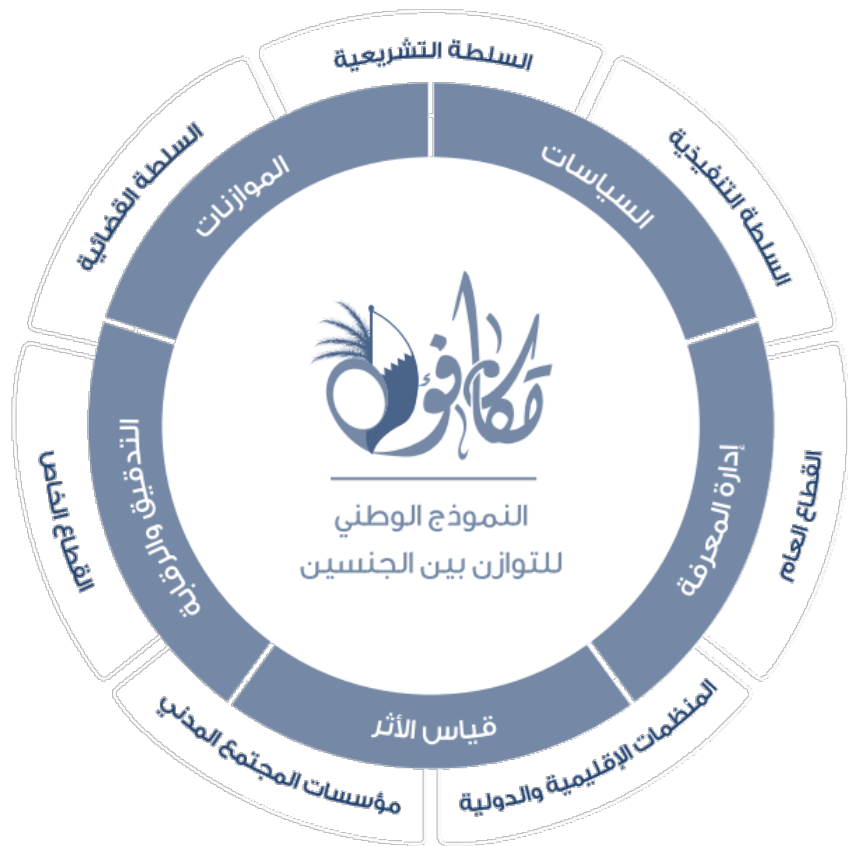 السلطة التشريعية
السلطة التنفيذية
القطاع العام
المنظمات الإقليمية والدولية
مؤسسات المجتمع المدني
القطاع الخاص
السلطة القضائية
السياسات
إدارة المعرفة
قياس الأثر
التدقيق والرقابة
الموازنات
تكافؤ
النموذج الوطني
للتوازن بين الجنسين